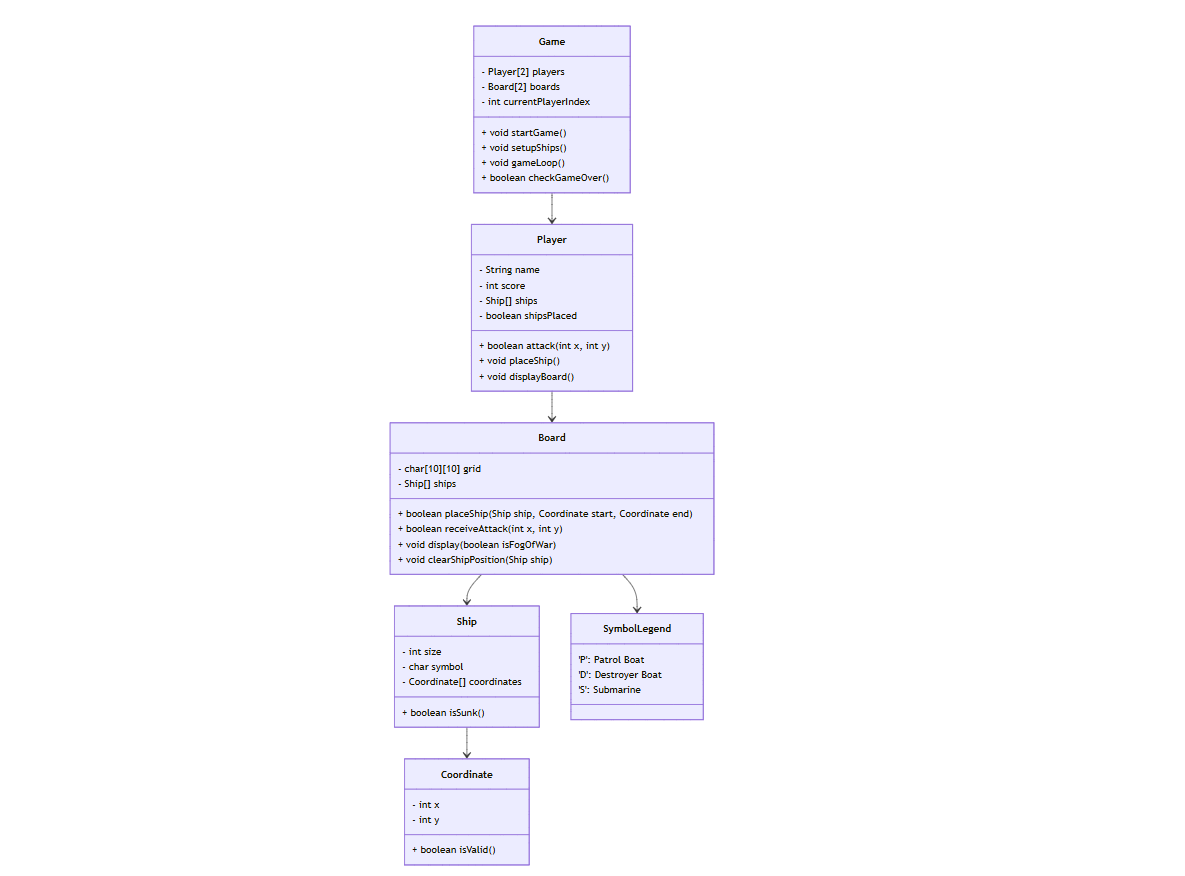 Game
- Player[2] players
- Board[2] boards
- int currentPlayerIndex
+ void startGame()
+ void setupShips()
+ void gameLoop()
+ boolean checkGameOver()
Player
- String name
- int score
- Ship[] ships
- boolean shipsPlaced
+ boolean attack(int x, int y)
+ void placeShip()
+ void displayBoard()
Board
- char[10][10] grid
- Ship[] ships
+ boolean placeShip(Ship ship, Coordinate start, Coordinate end)
+ boolean receiveAttack(int x, int y)
+ void display(boolean isFogOfWar)
+ void clearShipPosition(Ship ship)
Ship
- int size
- char symbol
- Coordinate[] coordinates
+ boolean isSunk()
SymbolLegend
'P': Patrol Boat
'D': Destroyer Boat
'S': Submarine
Coordinate
- int x
- int y
+ boolean isValid()